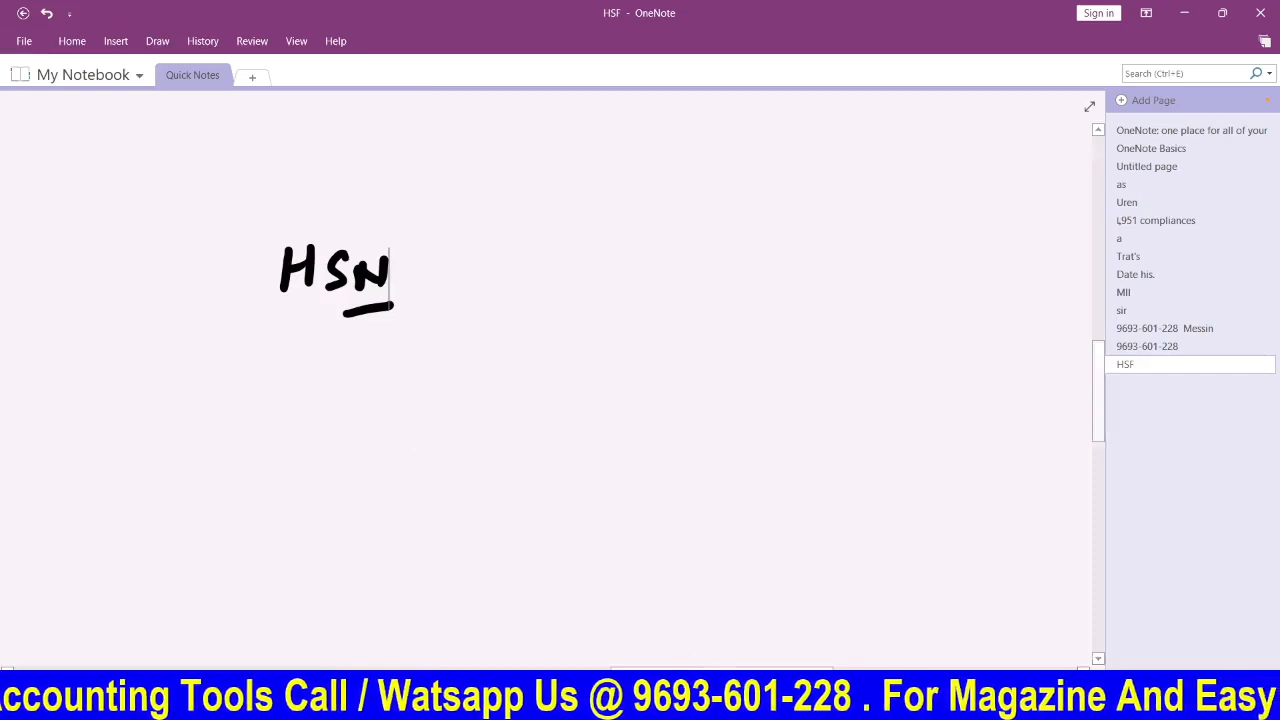 HSF - OneNote
Sign in
File Home Insert Draw History Review View Help
My Notebook Quick Notes
Search (Ctrl+E)
Add Page
OneNote: one place for all of your
OneNote Basics
Untitled page
as
Uren
951 compliances
a
Trat's
Date his.
MII
sir
9693-601-228 Messin
9693-601-228
HSF
HSN
ccounting Tools Call / Watsapp Us @ 9693-601-228 . For Magazine And Easy